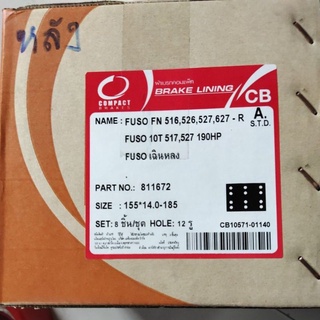 หลัง
COMPACT
BRAKES
ผ้าเบรกคอมแพ็ค
BRAKE LINING
CB
NAME : FUSO FN 516,526,527,627 - R
A.
S.T.D.
FUSO 10T 517,527 190HP
FUSO เฉินหลง
PART NO.: 811672
SIZE : 155*14.0-185
SET: 8 ชิ้น/ชุด HOLE: 12 รู
CB10571-01140